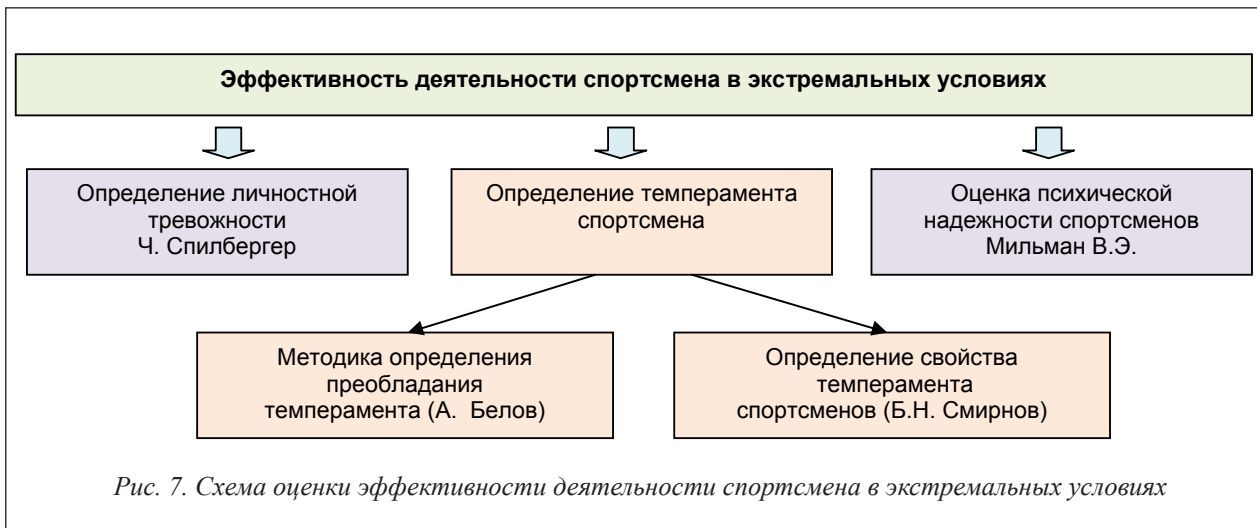 Эффективность деятельности спортсмена в экстремальных условиях
Определение личностной
тревожности
Ч. Спилбергер
Определение темперамента
спортсмена
Оценка психической
надежности спортсменов
Мильман В.Э.
Методика определения
преобладания
темперамента (А. Белов)
Определение свойства
темперамента
спортсменов (Б.Н. Смирнов)
Рис. 7. Схема оценки эффективности деятельности спортсмена в экстремальных условиях